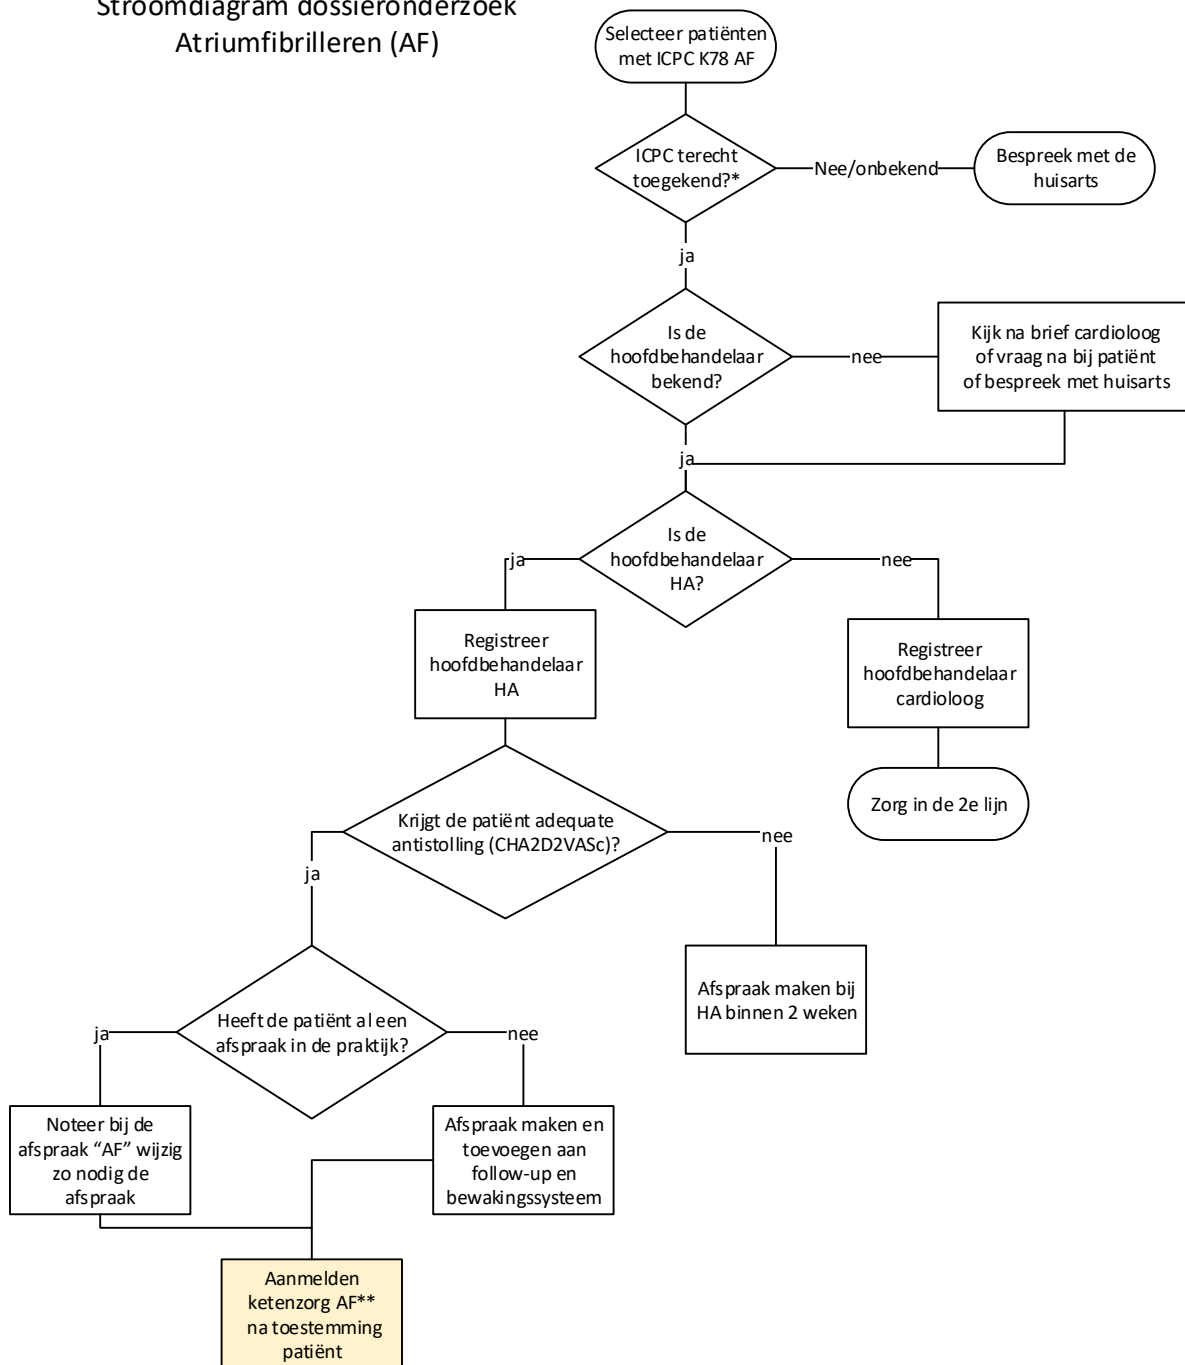 Stroomdiagram dossieronderzoek
Atriumfibrilleren (AF)
Selecteer patiënten
met ICPC K78 AF
ICPC terecht
toegekend?*
Nee/onbekend
Bespreek met de
huisarts
ja
Is de
hoofdbehandelaar
bekend?
nee
Kijk na brief cardioloog
of vraag na bij patiënt
of bespreek met huisarts
ja
Is de
hoofdbehandelaar
HA?
ja
nee
Registreer
hoofdbehandelaar
HA
Registreer
hoofdbehandelaar
cardioloog
Zorg in de 2e lijn
Krijgt de patiënt adequate
antistolling (CHA2D2VASc)?
nee
ja
Afspraak maken bij
HA binnen 2 weken
Heeft de patiënt al een
afspraak in de praktijk?
ja
nee
Noteer bij de
afspraak “AF” wijzig
zo nodig de
afspraak
Afspraak maken en
toevoegen aan
follow-up en
bewakingssysteem
Aanmelden
ketenzorg AF**
na toestemming
patiënt